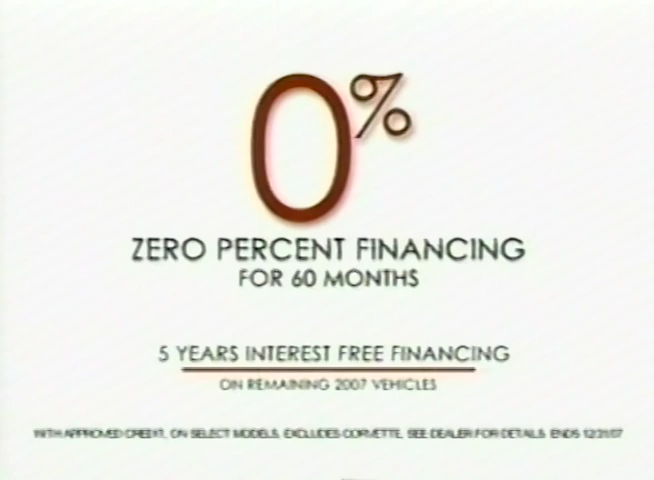 0%
ZERO PERCENT FINANCING
FOR 60 MONTHS
5 YEARS INTEREST FREE FINANCING
ON REMAINING 2007 VEHICLES
WITH APPROVED CREDIT, ON SELECT MODELS, EXCLUDES CORVETTE, SEE DEALER FOR DETAILS. ENDS 12/31/07